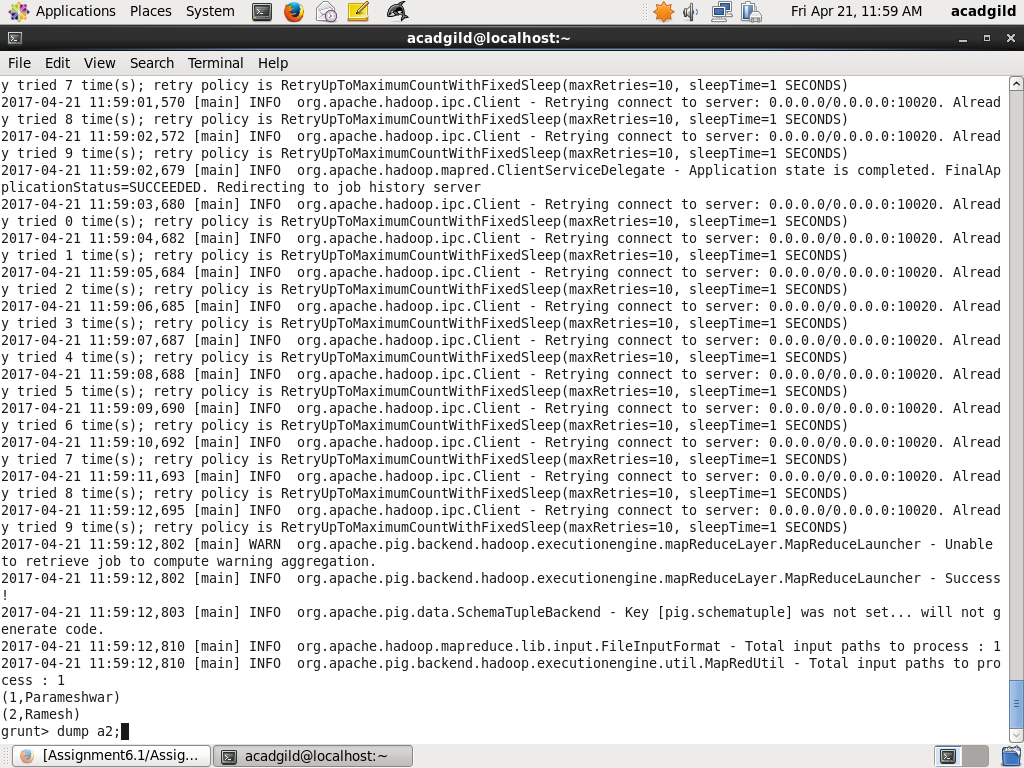 Applications Places System Fri Apr 21, 11:59 AM acadgild
acadgild@localhost:~
File Edit View Search Terminal Help
y tried 7 time(s); retry policy is RetryUpToMaximumCountWithFixedSleep(maxRetries=10, sleepTime=1 SECONDS)
2017-04-21 11:59:01,570 [main] INFO  org.apache.hadoop.ipc.Client - Retrying connect to server: 0.0.0.0/0.0.0.0:10020. Alread
y tried 8 time(s); retry policy is RetryUpToMaximumCountWithFixedSleep(maxRetries=10, sleepTime=1 SECONDS)
2017-04-21 11:59:02,572 [main] INFO  org.apache.hadoop.ipc.Client - Retrying connect to server: 0.0.0.0/0.0.0.0:10020. Alread
y tried 9 time(s); retry policy is RetryUpToMaximumCountWithFixedSleep(maxRetries=10, sleepTime=1 SECONDS)
2017-04-21 11:59:02,679 [main] INFO  org.apache.hadoop.mapred.ClientServiceDelegate - Application state is completed. FinalAp
plicationStatus=SUCCEEDED. Redirecting to job history server
2017-04-21 11:59:03,680 [main] INFO  org.apache.hadoop.ipc.Client - Retrying connect to server: 0.0.0.0/0.0.0.0:10020. Alread
y tried 0 time(s); retry policy is RetryUpToMaximumCountWithFixedSleep(maxRetries=10, sleepTime=1 SECONDS)
2017-04-21 11:59:04,682 [main] INFO  org.apache.hadoop.ipc.Client - Retrying connect to server: 0.0.0.0/0.0.0.0:10020. Alread
y tried 1 time(s); retry policy is RetryUpToMaximumCountWithFixedSleep(maxRetries=10, sleepTime=1 SECONDS)
2017-04-21 11:59:05,684 [main] INFO  org.apache.hadoop.ipc.Client - Retrying connect to server: 0.0.0.0/0.0.0.0:10020. Alread
y tried 2 time(s); retry policy is RetryUpToMaximumCountWithFixedSleep(maxRetries=10, sleepTime=1 SECONDS)
2017-04-21 11:59:06,685 [main] INFO  org.apache.hadoop.ipc.Client - Retrying connect to server: 0.0.0.0/0.0.0.0:10020. Alread
y tried 3 time(s); retry policy is RetryUpToMaximumCountWithFixedSleep(maxRetries=10, sleepTime=1 SECONDS)
2017-04-21 11:59:07,687 [main] INFO  org.apache.hadoop.ipc.Client - Retrying connect to server: 0.0.0.0/0.0.0.0:10020. Alread
y tried 4 time(s); retry policy is RetryUpToMaximumCountWithFixedSleep(maxRetries=10, sleepTime=1 SECONDS)
2017-04-21 11:59:08,688 [main] INFO  org.apache.hadoop.ipc.Client - Retrying connect to server: 0.0.0.0/0.0.0.0:10020. Alread
y tried 5 time(s); retry policy is RetryUpToMaximumCountWithFixedSleep(maxRetries=10, sleepTime=1 SECONDS)
2017-04-21 11:59:09,690 [main] INFO  org.apache.hadoop.ipc.Client - Retrying connect to server: 0.0.0.0/0.0.0.0:10020. Alread
y tried 6 time(s); retry policy is RetryUpToMaximumCountWithFixedSleep(maxRetries=10, sleepTime=1 SECONDS)
2017-04-21 11:59:10,692 [main] INFO  org.apache.hadoop.ipc.Client - Retrying connect to server: 0.0.0.0/0.0.0.0:10020. Alread
y tried 7 time(s); retry policy is RetryUpToMaximumCountWithFixedSleep(maxRetries=10, sleepTime=1 SECONDS)
2017-04-21 11:59:11,693 [main] INFO  org.apache.hadoop.ipc.Client - Retrying connect to server: 0.0.0.0/0.0.0.0:10020. Alread
y tried 8 time(s); retry policy is RetryUpToMaximumCountWithFixedSleep(maxRetries=10, sleepTime=1 SECONDS)
2017-04-21 11:59:12,695 [main] INFO  org.apache.hadoop.ipc.Client - Retrying connect to server: 0.0.0.0/0.0.0.0:10020. Alread
y tried 9 time(s); retry policy is RetryUpToMaximumCountWithFixedSleep(maxRetries=10, sleepTime=1 SECONDS)
2017-04-21 11:59:12,802 [main] WARN  org.apache.pig.backend.hadoop.executionengine.mapReduceLayer.MapReduceLauncher - Unable
to retrieve job to compute warning aggregation.
2017-04-21 11:59:12,802 [main] INFO  org.apache.pig.backend.hadoop.executionengine.mapReduceLayer.MapReduceLauncher - Success
!
2017-04-21 11:59:12,803 [main] INFO  org.apache.pig.data.SchemaTupleBackend - Key [pig.schematuple] was not set... will not g
enerate code.
2017-04-21 11:59:12,810 [main] INFO  org.apache.hadoop.mapreduce.lib.input.FileInputFormat - Total input paths to process : 1
2017-04-21 11:59:12,810 [main] INFO  org.apache.pig.backend.hadoop.executionengine.util.MapRedUtil - Total input paths to pro
cess : 1
(1,Parameshwar)
(2,Ramesh)
grunt> dump a2;
[Assignment6.1/Assig... acadgild@localhost:~